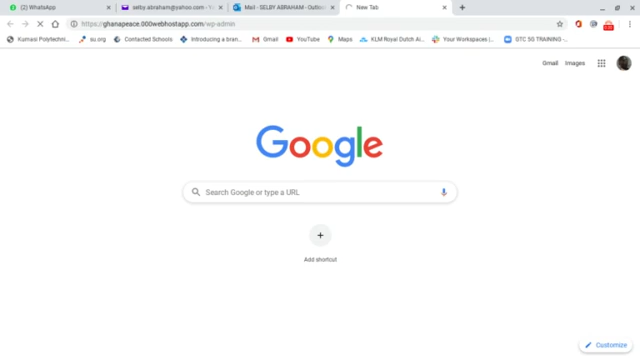 (2) WhatsApp
selby.abraham@yahoo.com - Y
Mail - SELBY ABRAHAM - Outloo
New Tab
https://ghanapeace.000webhostapp.com/wp-admin
Kumasi Polytechni...
su.org
Contacted Schools
Introducing a bran...
Gmail
YouTube
Maps
KLM Royal Dutch Ai...
Your Workspaces |...
GTC 5G TRAINING -...
Gmail Images
Google
Search Google or type a URL
Add shortcut
Customize